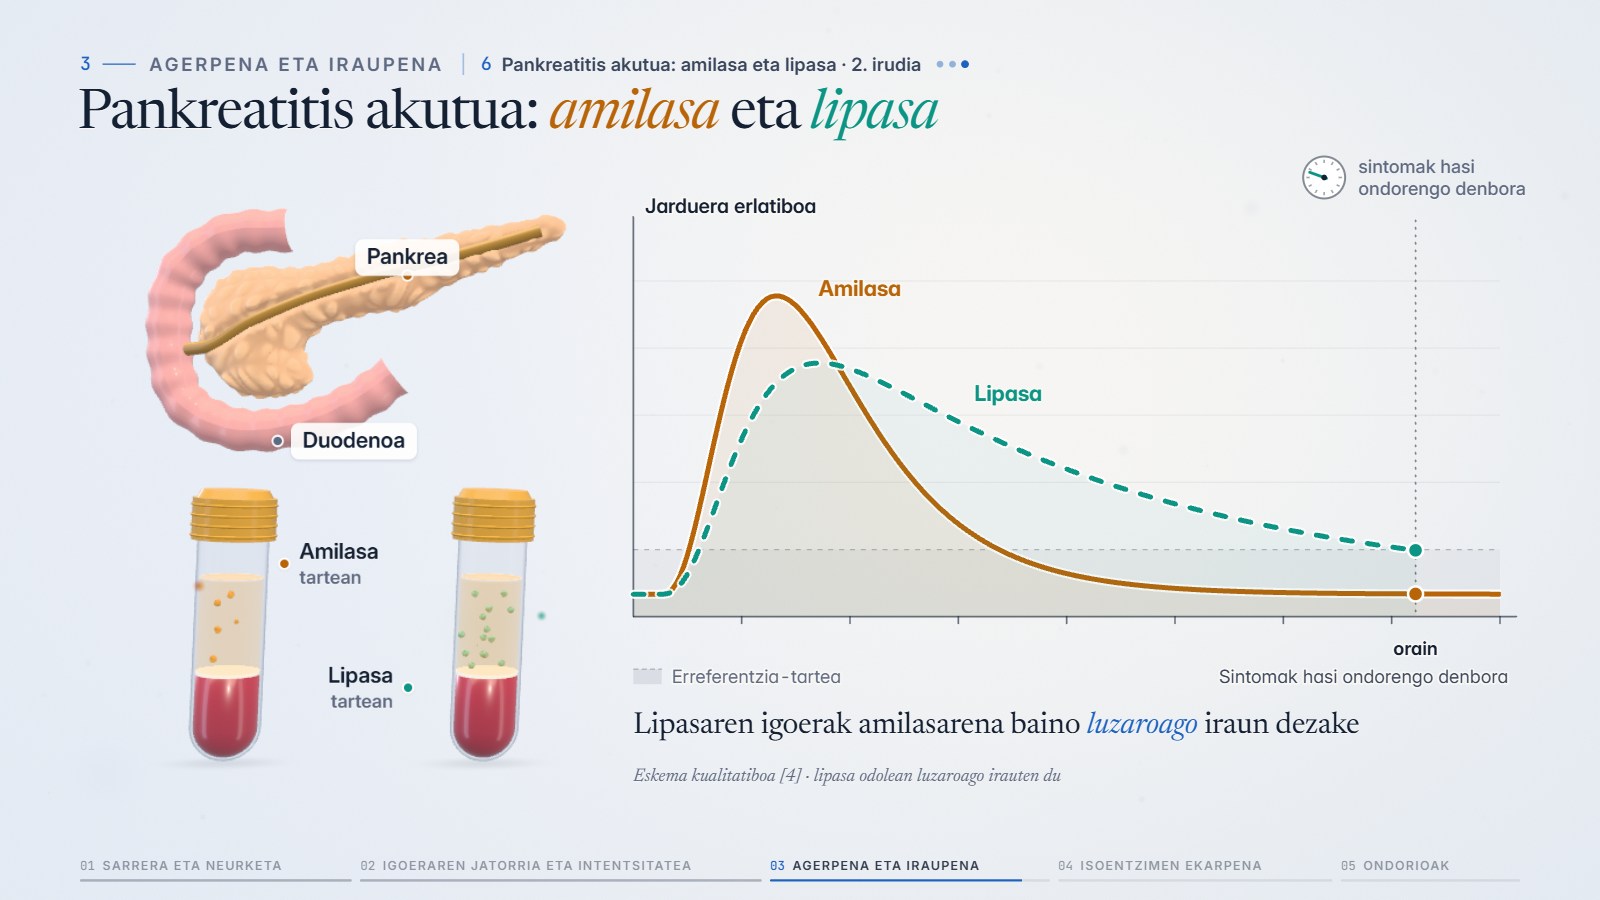 3 AGERPENA ETA IRAUPENA 6 Pankreatitis akutua: amilasa eta lipasa · 2. irudia
Pankreatitis akutua: amilasa eta lipasa
sintomak hasi
ondorengo denbora
Jarduera erlatiboa
Pankrea
Amilasa
Lipasa
Duodenoa
Amilasa
tartean
Lipasa
tartean
orain
Erreferentzia-tartea
Sintomak hasi ondorengo denbora
Lipasaren igoerak amilasarena baino luzaroago iraun dezake
Eskema kualitatiboa [4] · lipasa odolean luzaroago irauten du
01 SARRERA ETA NEURKETA
02 IGOERAREN JATORRIA ETA INTENTSITATEA
03 AGERPENA ETA IRAUPENA
04 ISOENTZIMEN EKARPENA
05 ONDORIOAK